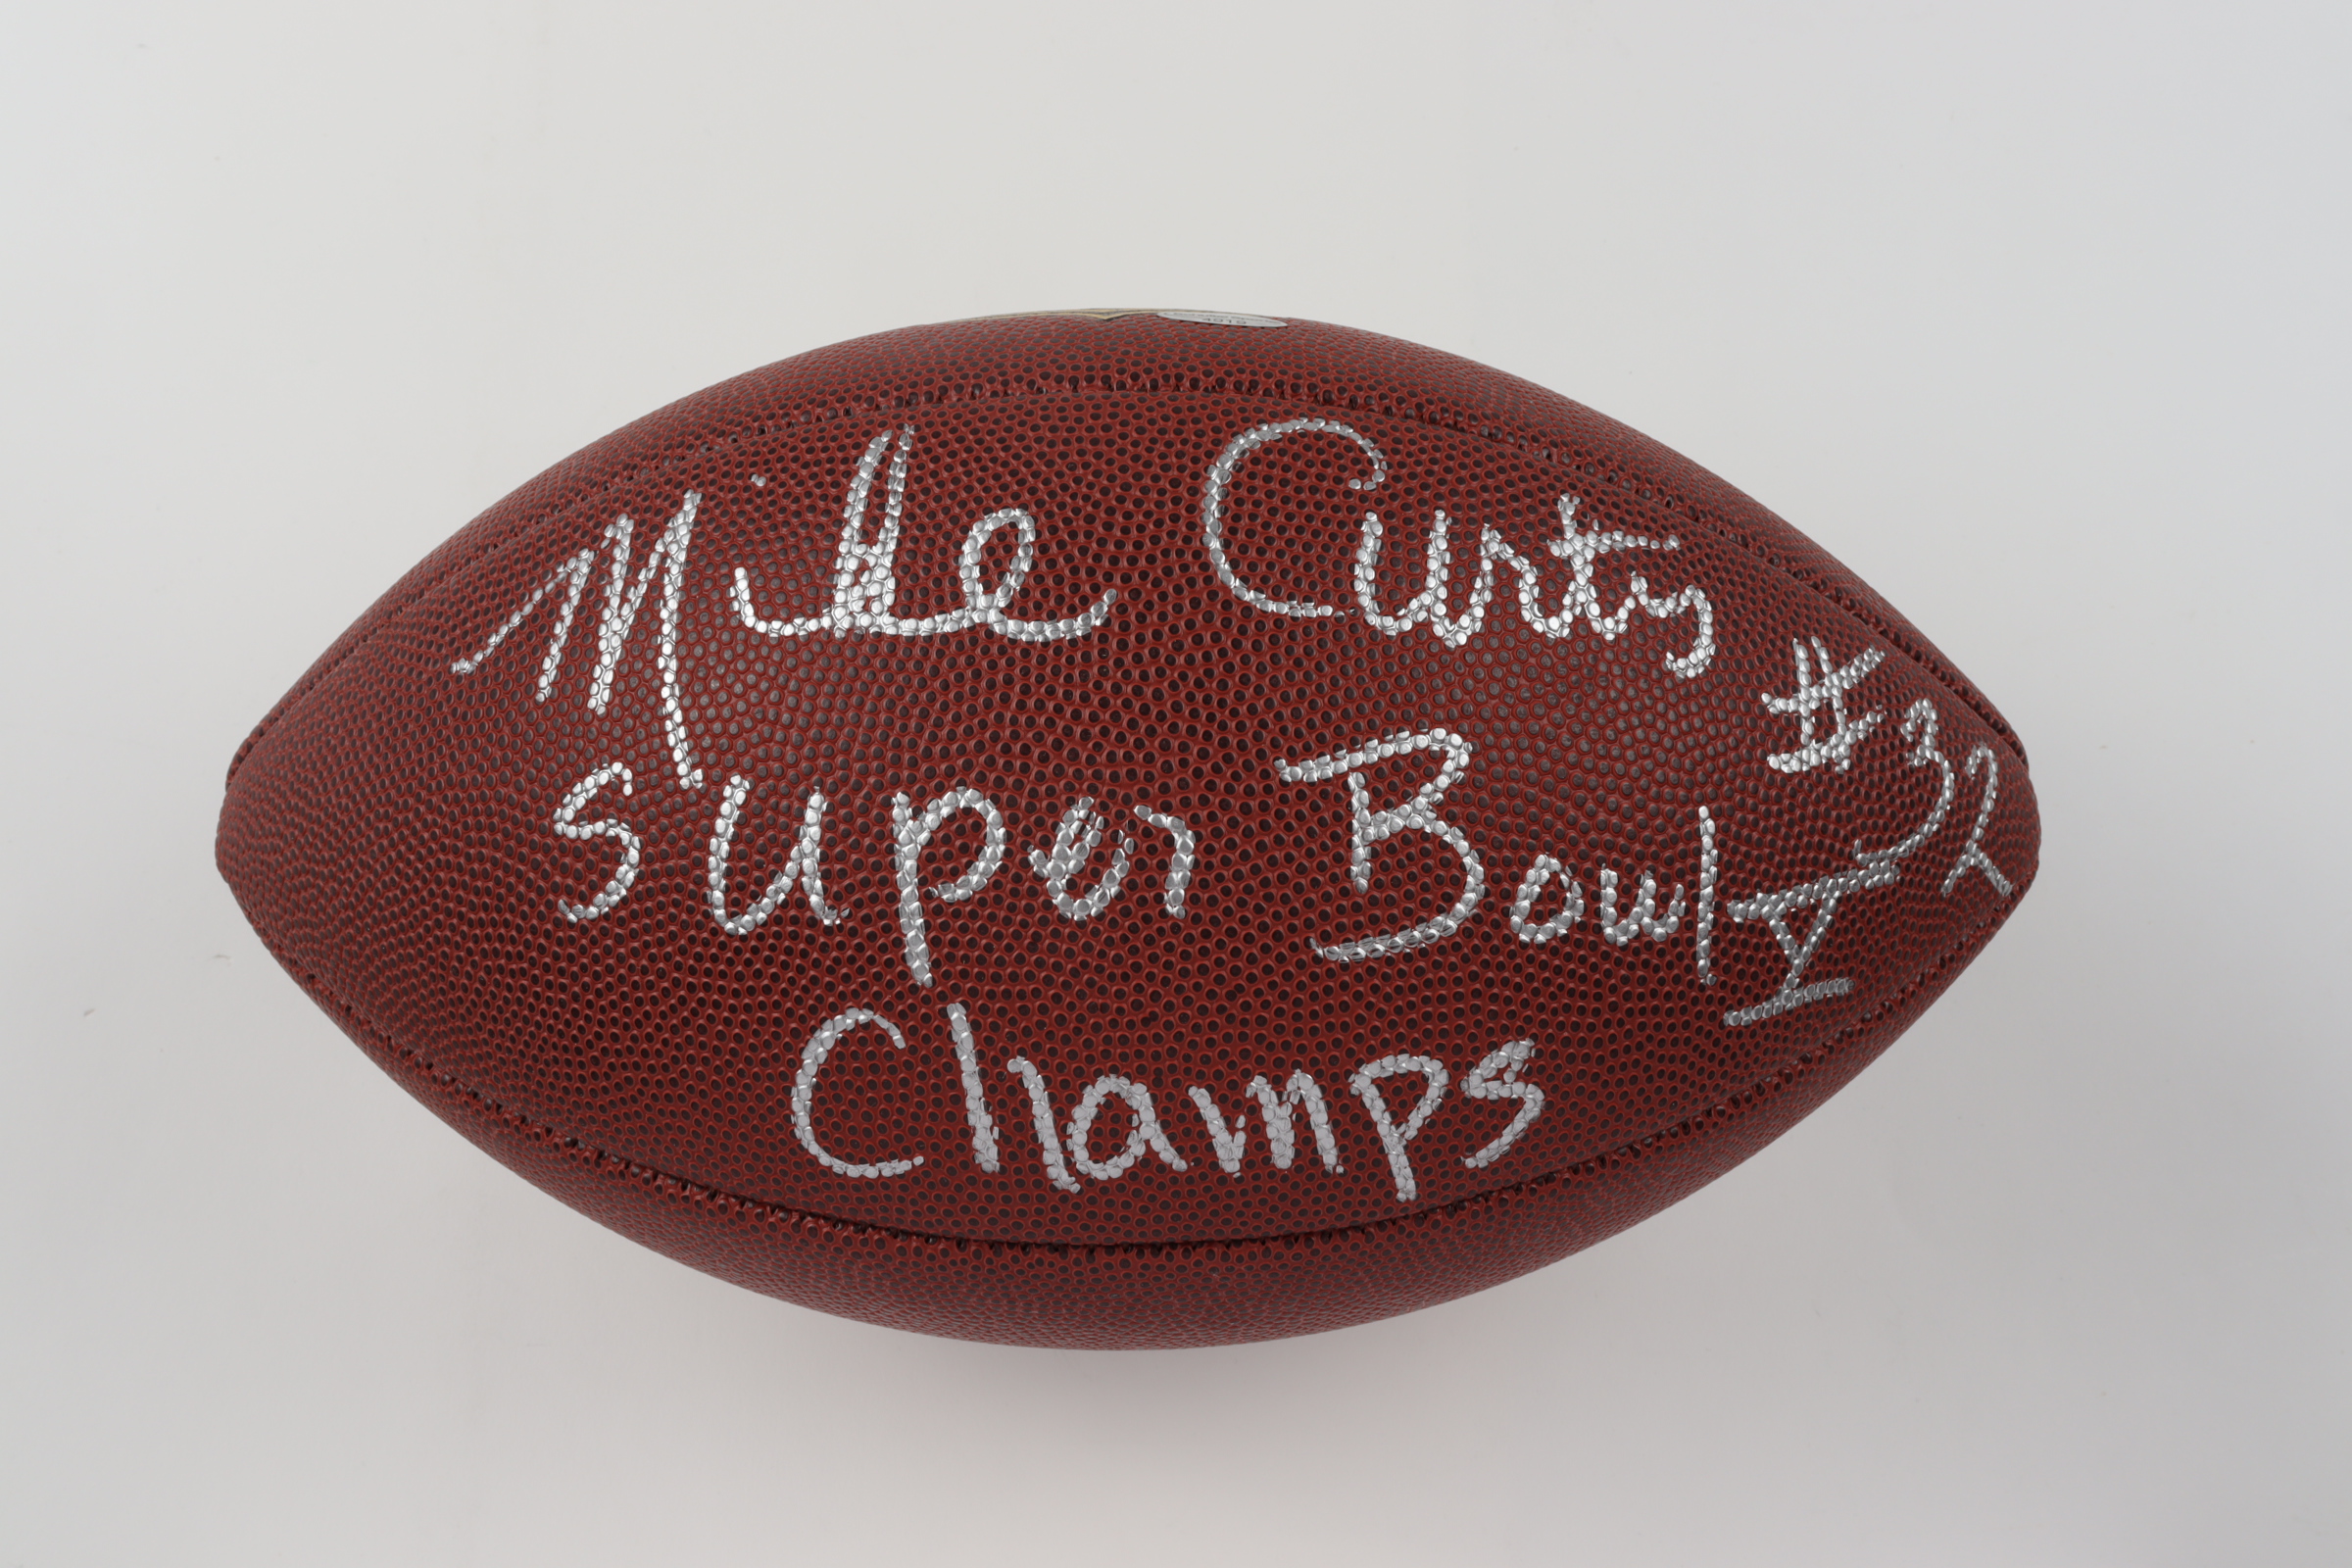 Mike Curtis #32
Super Bowl V
Champs